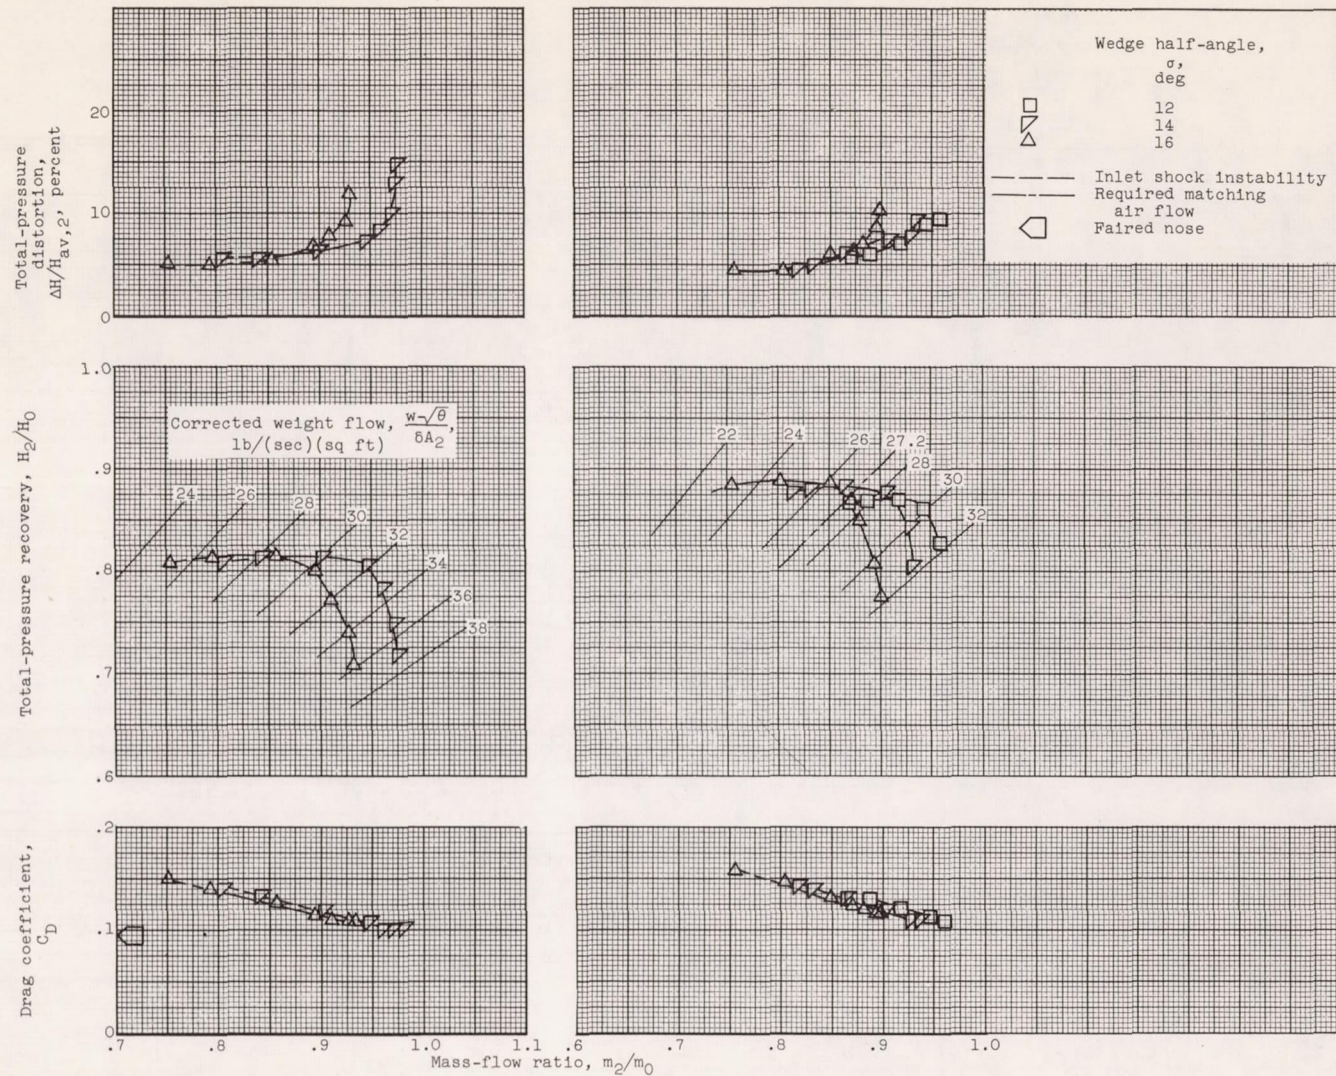 Total-pressure
distortion,
ΔH/Hav,2, percent
20
10
0
Wedge half-angle,
σ,
deg
12
14
16
Inlet shock instability
Required matching
air flow
Faired nose
Total-pressure recovery, H2/H0
1.0
.9
.8
.7
.6
Corrected weight flow, w√θ/δA2,
lb/(sec)(sq ft)
24
26
28
30
32
34
36
38
22
24
26
27.2
28
30
32
Drag coefficient,
CD
.2
.1
0
.7 .8 .9 1.0 1.1
.6 .7 .8 .9 1.0
Mass-flow ratio, m2/m0